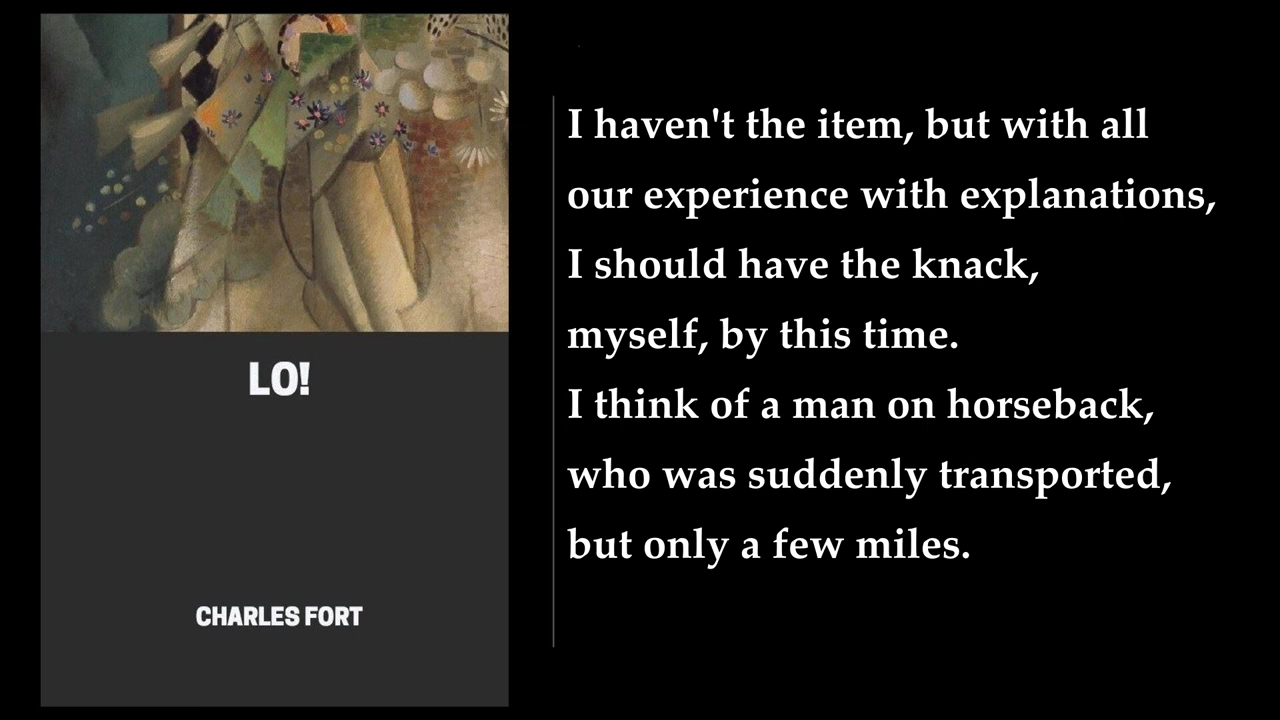 LO!
CHARLES FORT
I haven't the item, but with all
our experience with explanations,
I should have the knack,
myself, by this time.
I think of a man on horseback,
who was suddenly transported,
but only a few miles.